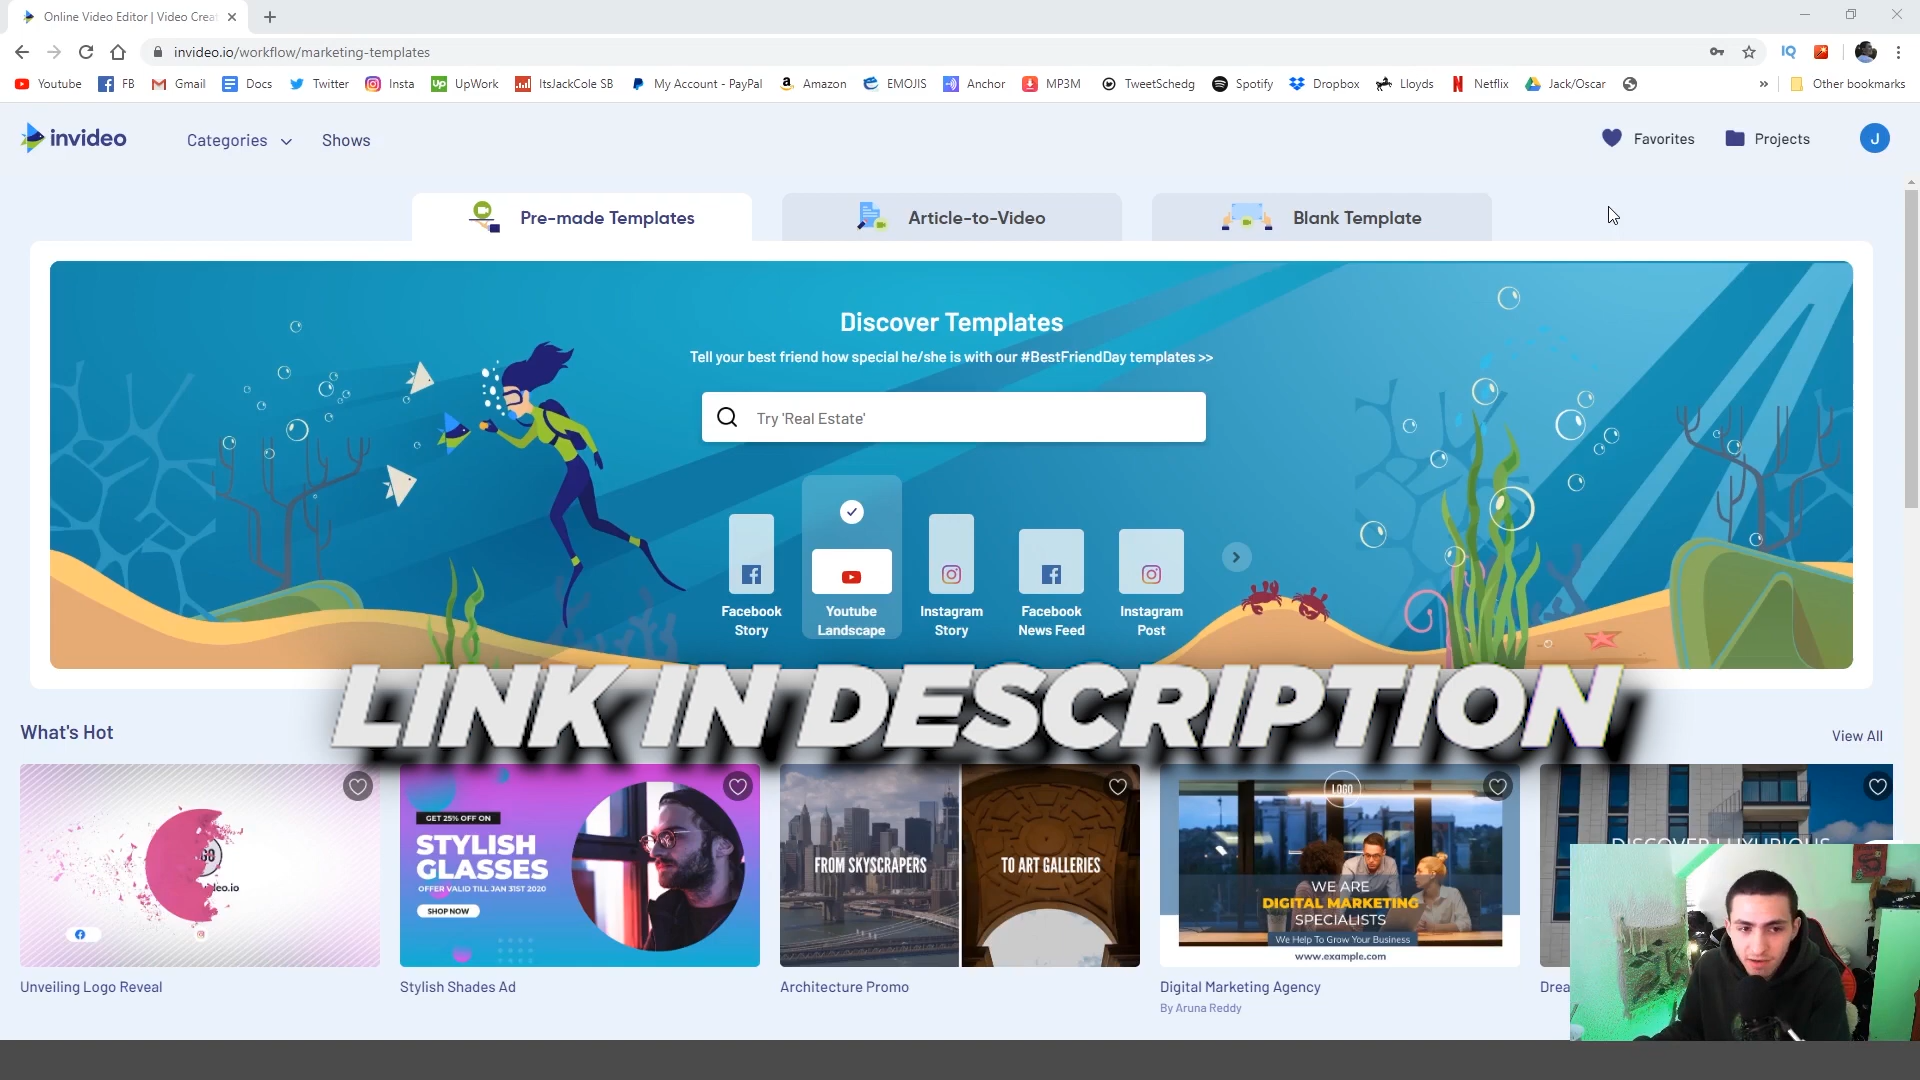 Online Video Editor | Video Creat
invideo.io/workflow/marketing-templates
IQ
Youtube FB Gmail Docs Twitter Insta UpWork ItsJackCole SB My Account - PayPal Amazon EMOJIS Anchor MP3M TweetSchedg Spotify Dropbox Lloyds Netflix Jack/Oscar » Other bookmarks
invideo Categories Shows Favorites Projects J
Pre-made Templates Article-to-Video Blank Template
Discover Templates
Tell your best friend how special he/she is with our #BestFriendDay templates >>
Try 'Real Estate'
Facebook Story
Youtube Landscape
Instagram Story
Facebook News Feed
Instagram Post
LINK IN DESCRIPTION
What's Hot
View All
GET 25% OFF ON
STYLISH
GLASSES
OFFER VALID TILL JAN 31ST 2020
SHOP NOW
FROM SKYSCRAPERS
TO ART GALLERIES
LOGO
WE ARE
DIGITAL MARKETING
SPECIALISTS
We Help To Grow Your Business
www.example.com
DISCOVER LUXURIOUS
Unveiling Logo Reveal
Stylish Shades Ad
Architecture Promo
Digital Marketing Agency
By Aruna Reddy
Drea